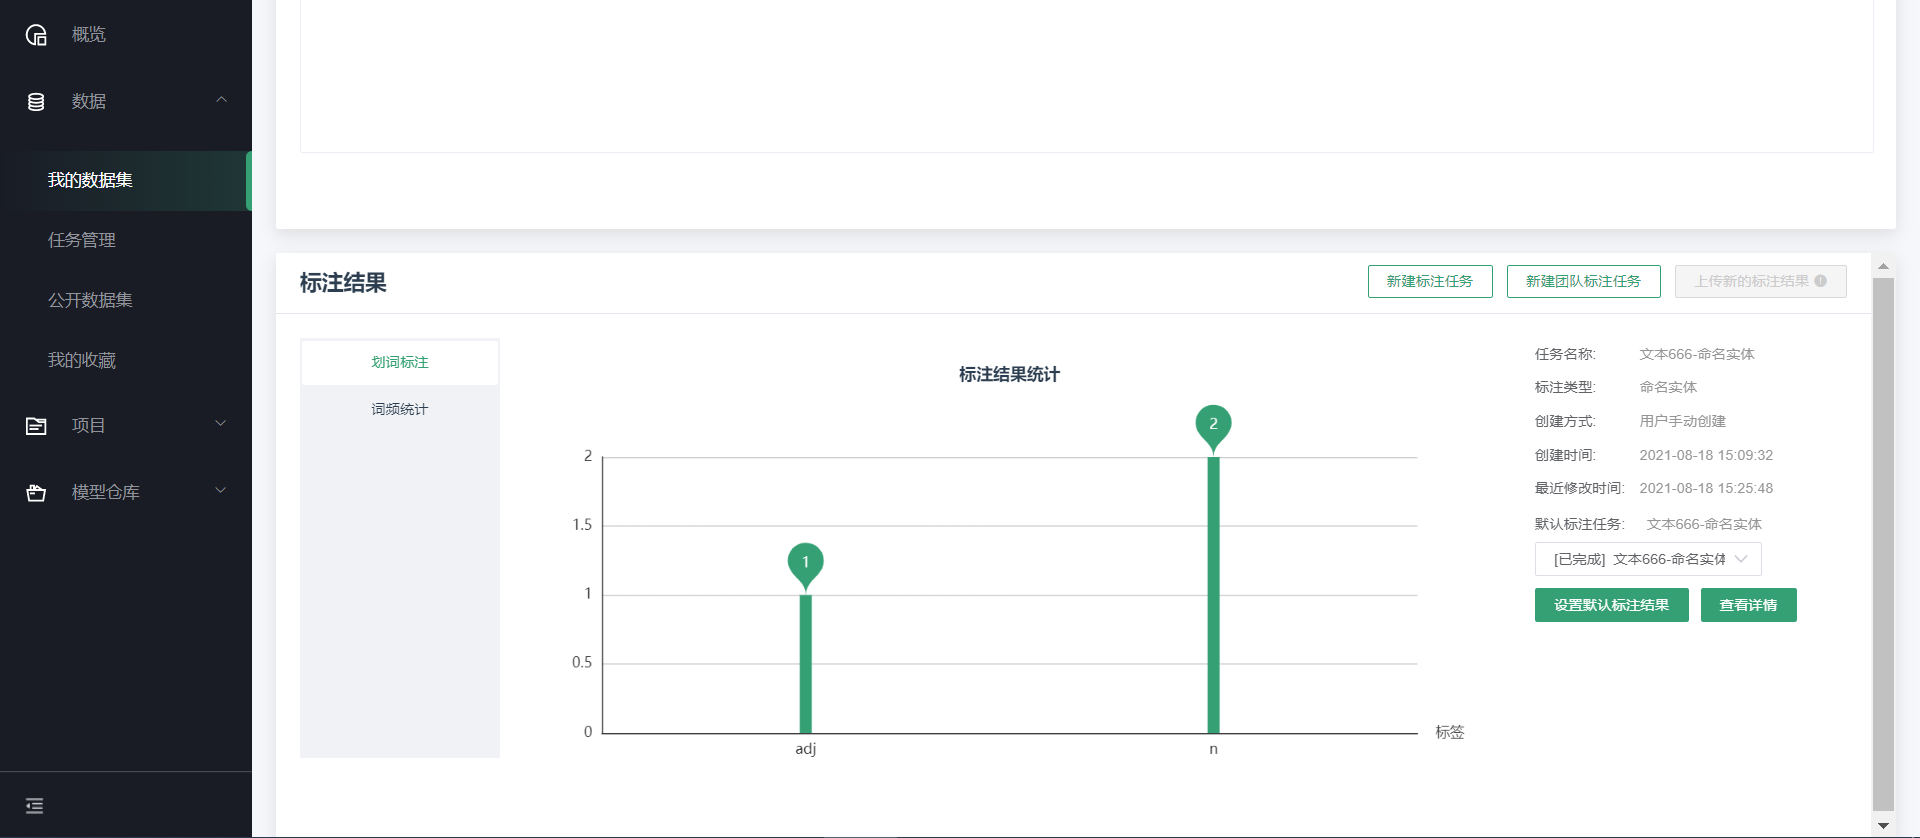 概览
数据
我的数据集
任务管理
公开数据集
我的收藏
项目
模型仓库
标注结果
新建标注任务
新建团队标注任务
上传新的标注结果
划词标注
词频统计
标注结果统计
2
1.5
1
0.5
0
1
2
adj
n
标签
任务名称: 文本666-命名实体
标注类型: 命名实体
创建方式: 用户手动创建
创建时间: 2021-08-18 15:09:32
最近修改时间: 2021-08-18 15:25:48
默认标注任务: 文本666-命名实体
[已完成] 文本666-命名实体
设置默认标注结果
查看详情